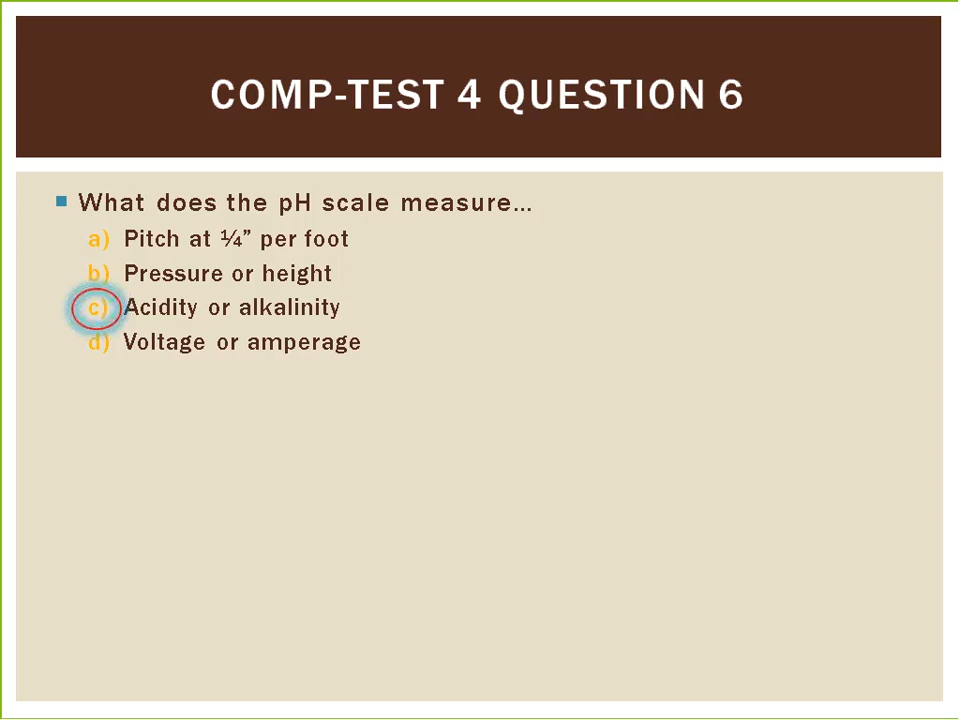 COMP-TEST 4 QUESTION 6
What does the pH scale measure…
a) Pitch at ¼” per foot
b) Pressure or height
c) Acidity or alkalinity
d) Voltage or amperage